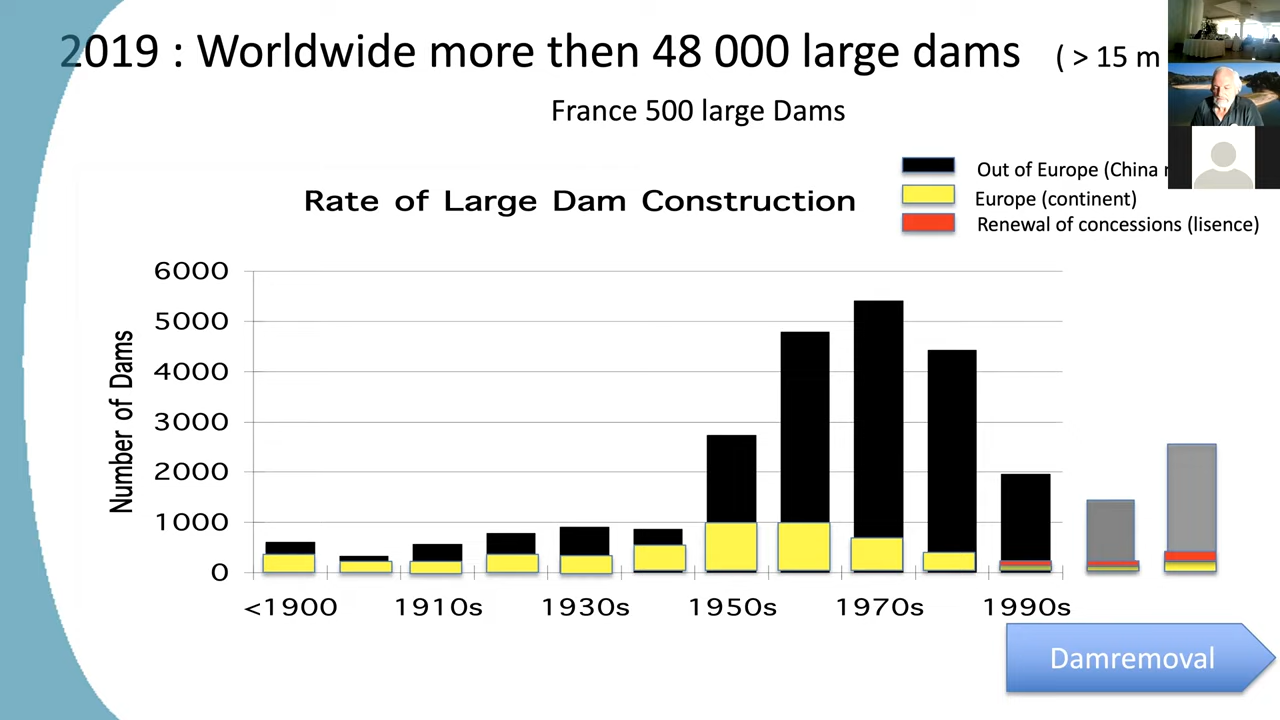 2019 : Worldwide more then 48 000 large dams ( > 15 m
France 500 large Dams
Out of Europe (China
Europe (continent)
Renewal of concessions (lisence)
Rate of Large Dam Construction
Number of Dams
6000
5000
4000
3000
2000
1000
0
<1900 1910s 1930s 1950s 1970s 1990s
Damremoval